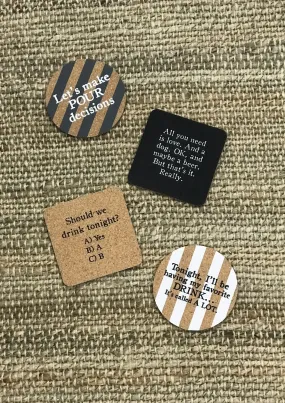 Let's make
POUR
decisions
All you need
is love. And a
dog. Oh, and
maybe a beer.
But that's it.
Really.
Should we
drink tonight?
A) Yes
B) A
C) B
Tonight, I'll be
having my favorite
DRINK...
It's called A LOT.